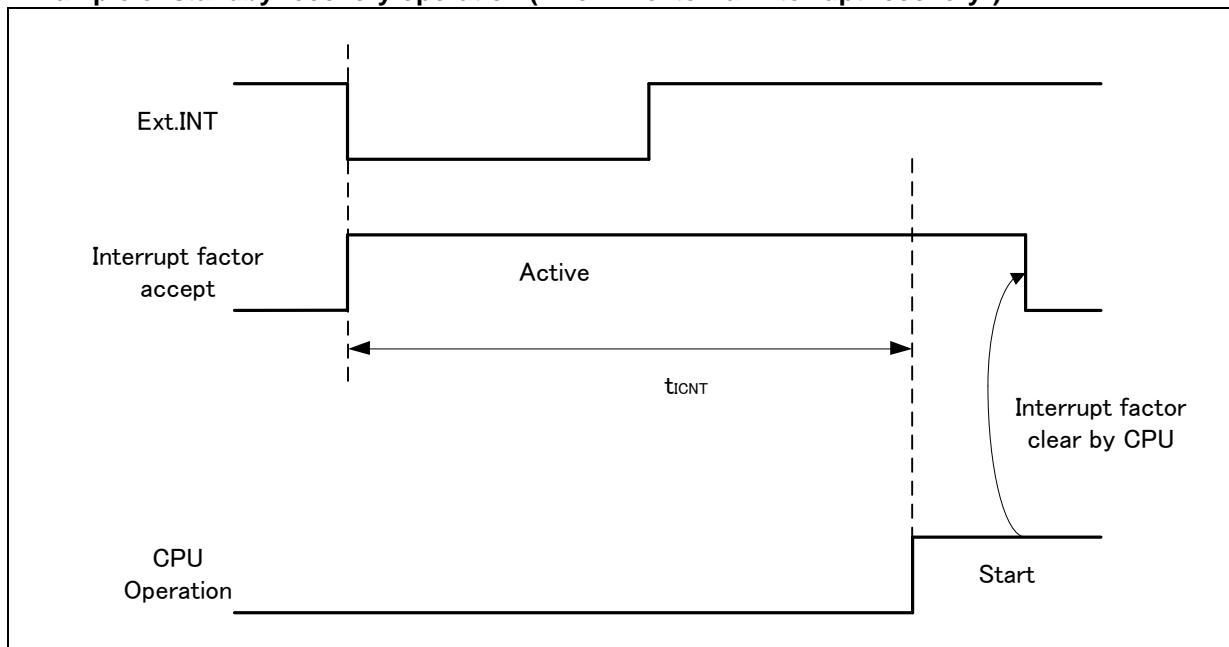 Ext.INT
Interrupt factor
accept
Active
tICNT
Interrupt factor
clear by CPU
CPU
Operation
Start